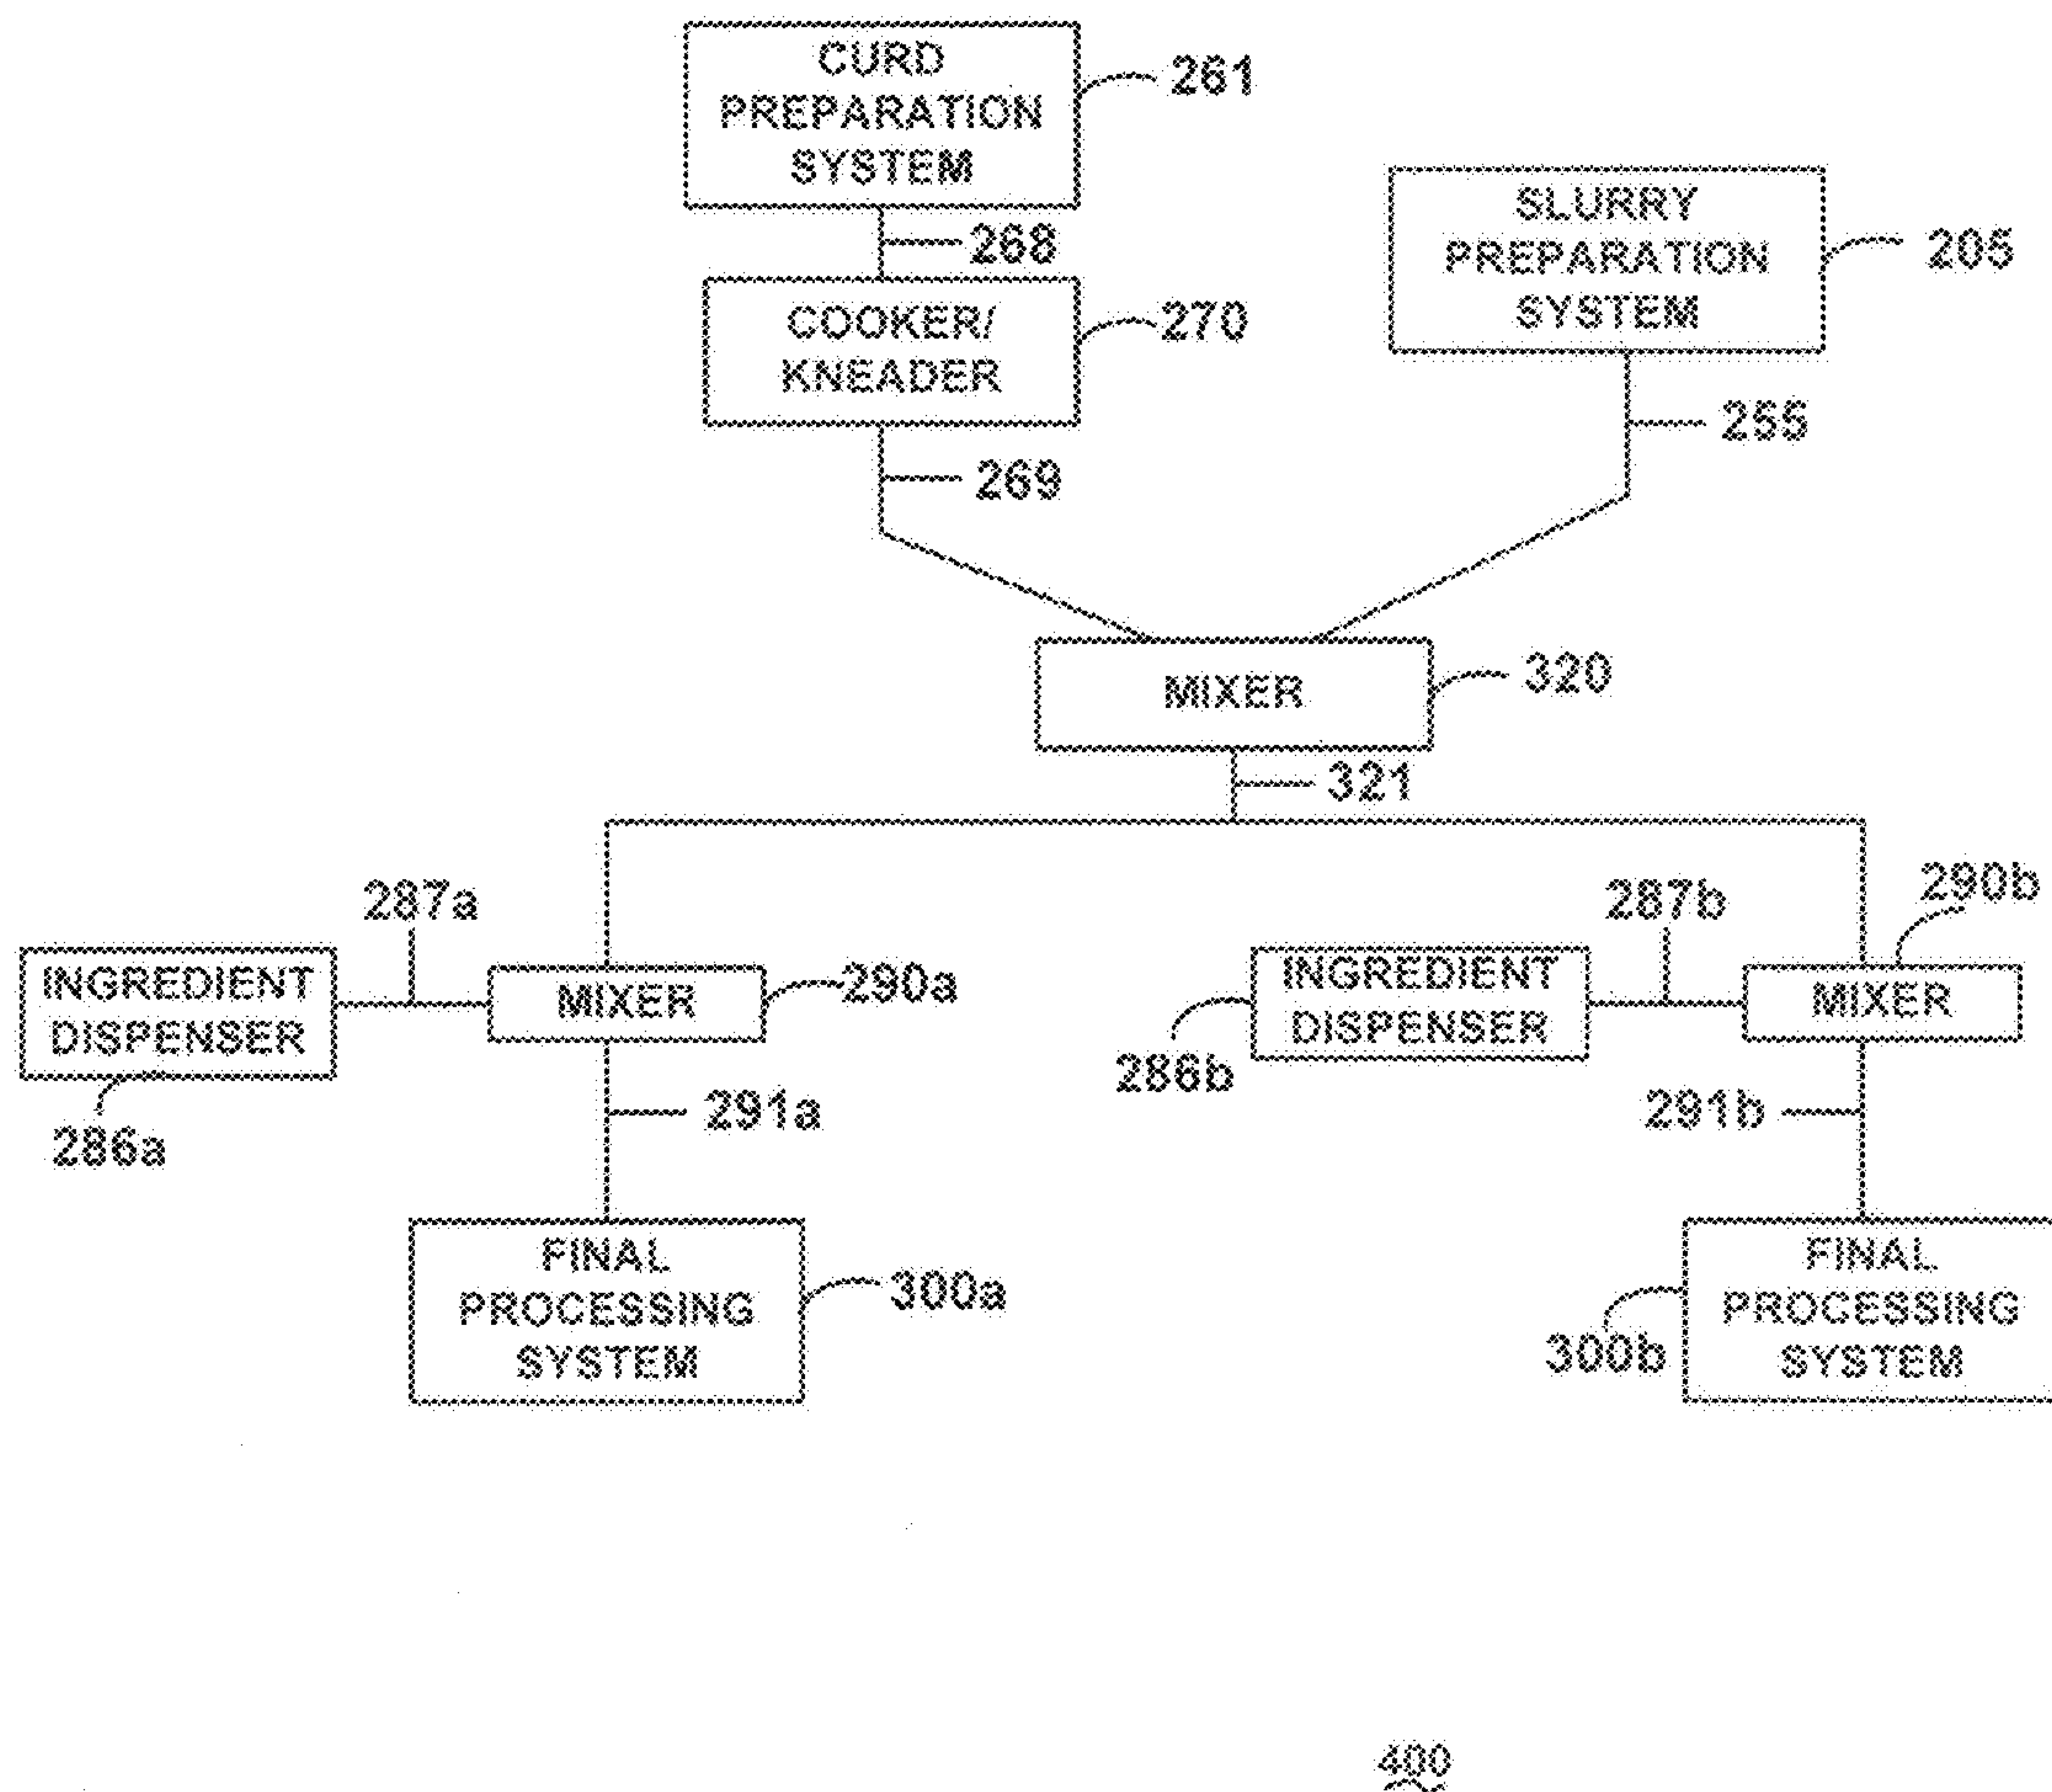 CURD
PREPARATION
SYSTEM
261
268
SLURRY
PREPARATION
SYSTEM
205
COOKER/
KNEADER
270
255
269
MIXER
320
321
287a
287b
290b
INGREDIENT
DISPENSER
286a
MIXER
290a
INGREDIENT
DISPENSER
286b
MIXER
291a
291b
FINAL
PROCESSING
SYSTEM
300a
FINAL
PROCESSING
SYSTEM
300b
400